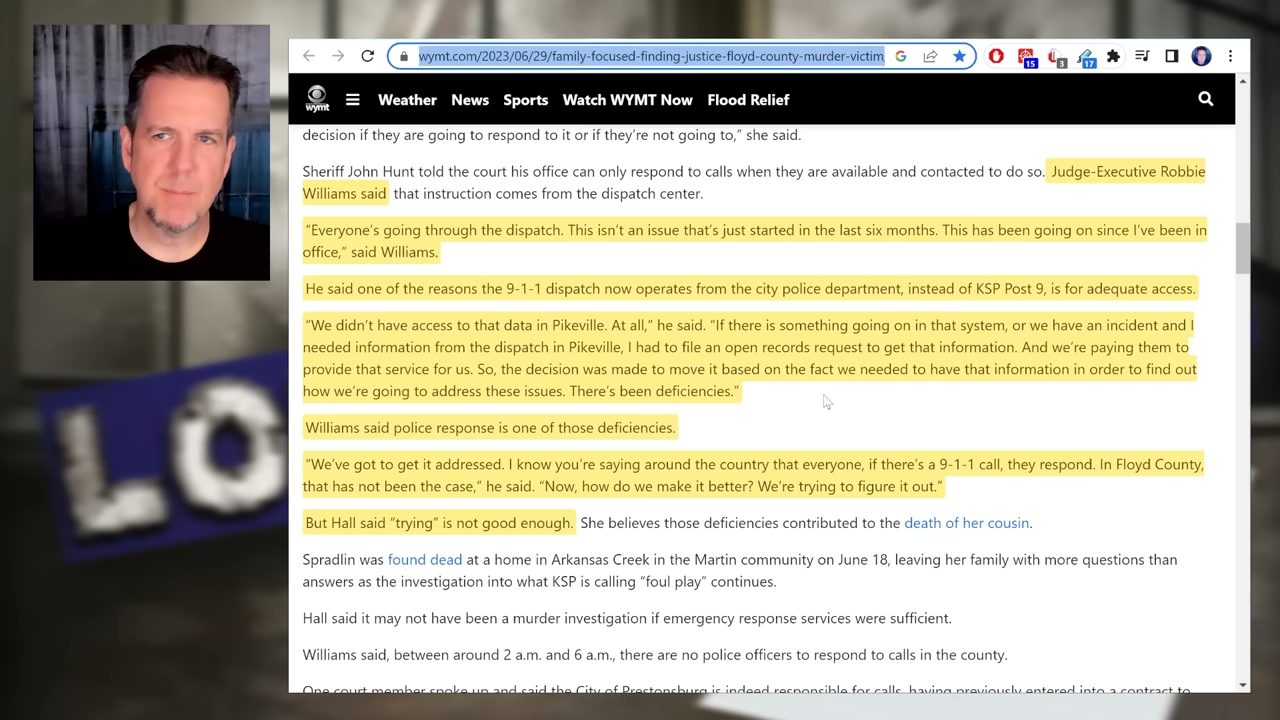 LO
wymt.com/2023/06/29/family-focused-finding-justice-floyd-county-murder-victim
15
3
17
wymt
Weather
News
Sports
Watch WYMT Now
Flood Relief
decision if they are going to respond to it or if they’re not going to,” she said.
Sheriff John Hunt told the court his office can only respond to calls when they are available and contacted to do so. Judge-Executive Robbie
Williams said that instruction comes from the dispatch center.
“Everyone’s going through the dispatch. This isn’t an issue that’s just started in the last six months. This has been going on since I’ve been in
office,” said Williams.
He said one of the reasons the 9-1-1 dispatch now operates from the city police department, instead of KSP Post 9, is for adequate access.
“We didn’t have access to that data in Pikeville. At all,” he said. “If there is something going on in that system, or we have an incident and I
needed information from the dispatch in Pikeville, I had to file an open records request to get that information. And we’re paying them to
provide that service for us. So, the decision was made to move it based on the fact we needed to have that information in order to find out
how we’re going to address these issues. There’s been deficiencies.”
Williams said police response is one of those deficiencies.
“We’ve got to get it addressed. I know you’re saying around the country that everyone, if there’s a 9-1-1 call, they respond. In Floyd County,
that has not been the case,” he said. “Now, how do we make it better? We’re trying to figure it out.”
But Hall said “trying” is not good enough. She believes those deficiencies contributed to the death of her cousin.
Spradlin was found dead at a home in Arkansas Creek in the Martin community on June 18, leaving her family with more questions than
answers as the investigation into what KSP is calling “foul play” continues.
Hall said it may not have been a murder investigation if emergency response services were sufficient.
Williams said, between around 2 a.m. and 6 a.m., there are no police officers to respond to calls in the county.
One court member spoke up and said the City of Prestonsburg is indeed responsible for calls, having previously entered into a contract to